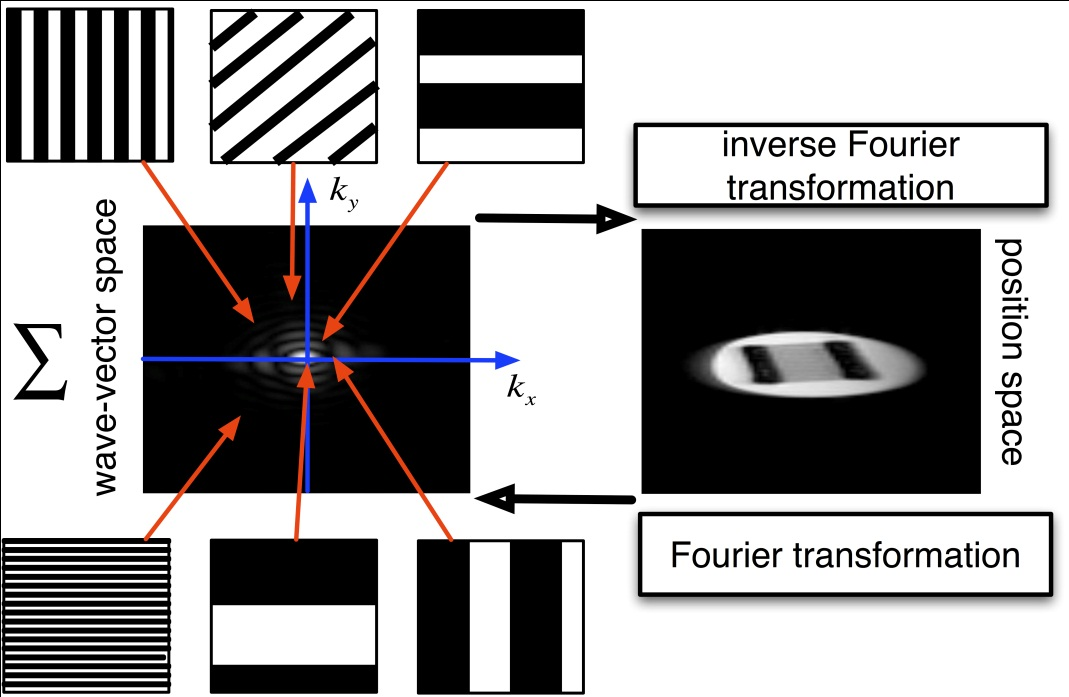 inverse Fourier
transformation
k_y
wave-vector space
∑
position space
k_x
Fourier transformation